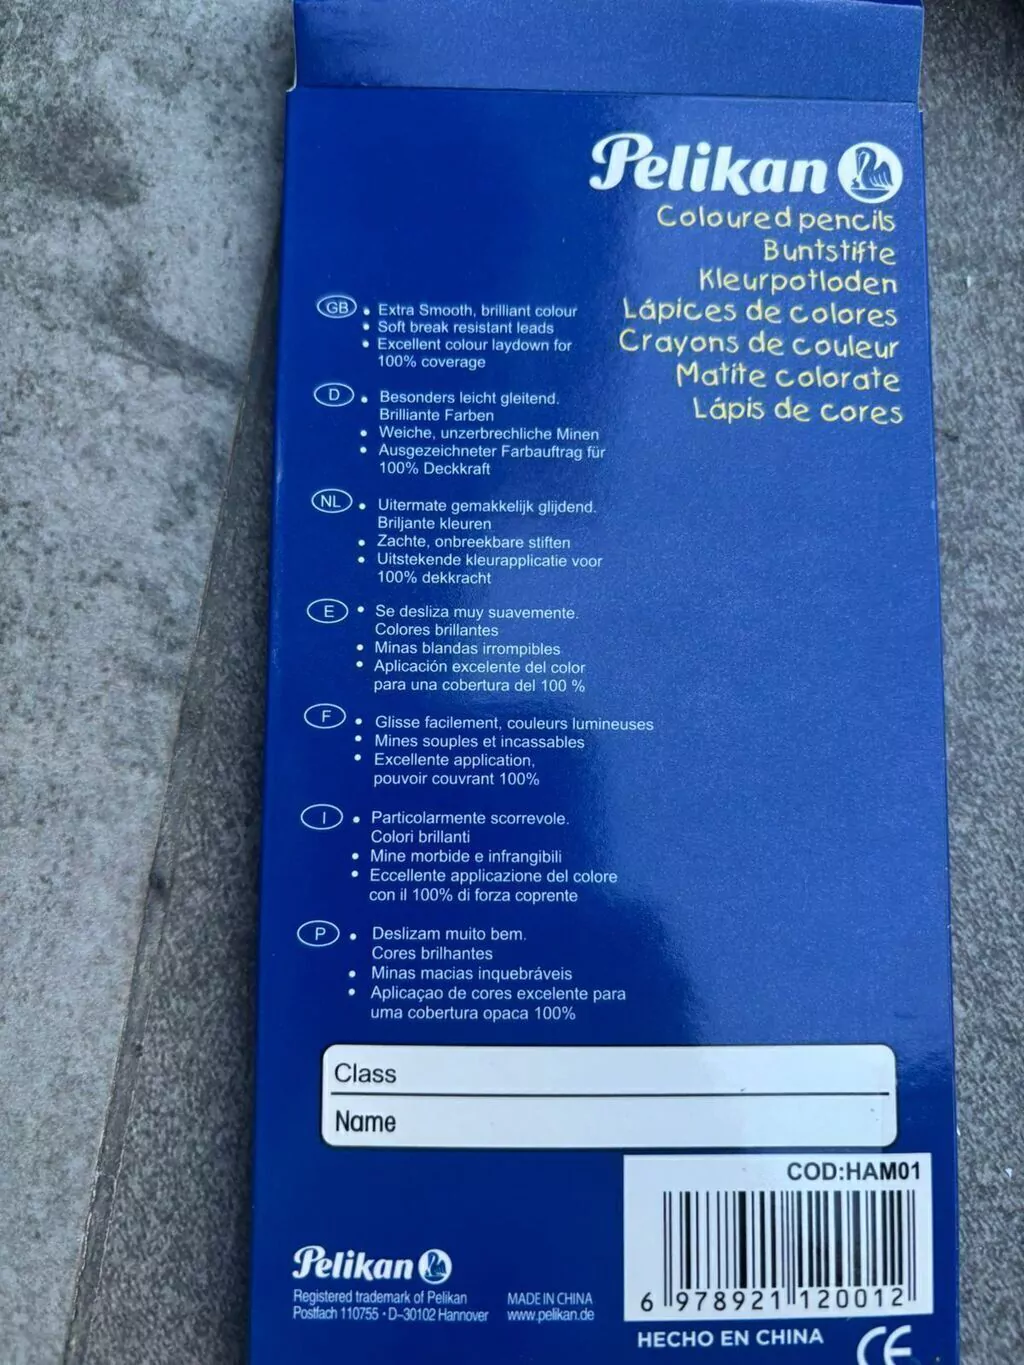 Pelikan
Coloured pencils
Buntstifte
Kleurpotloden
Lápices de colores
Crayons de couleur
Matite colorate
Lápis de cores
GB
• Extra Smooth, brilliant colour
• Soft break resistant leads
• Excellent colour laydown for
100% coverage
D
• Besonders leicht gleitend.
Brilliante Farben
• Weiche, unzerbrechliche Minen
• Ausgezeichneter Farbauftrag für
100% Deckkraft
NL
• Uitermate gemakkelijk glijdend.
Briljante kleuren
• Zachte, onbreekbare stiften
• Uitstekende kleurapplicatie voor
100% dekkracht
E
• Se desliza muy suavemente.
Colores brillantes
• Minas blandas irrompibles
• Aplicación excelente del color
para una cobertura del 100 %
F
• Glisse facilement, couleurs lumineuses
• Mines souples et incassables
• Excellente application,
pouvoir couvrant 100%
I
• Particolarmente scorrevole.
Colori brillanti
• Mine morbide e infrangibili
• Eccellente applicazione del colore
con il 100% di forza coprente
P
• Deslizam muito bem.
Cores brilhantes
• Minas macias inquebráveis
• Aplicaçao de cores excelente para
uma cobertura opaca 100%
Class
Name
COD:HAM01
6 978921 120012
Pelikan
Registered trademark of Pelikan
Postfach 110755 • D-30102 Hannover
MADE IN CHINA
www.pelikan.de
HECHO EN CHINA
CE